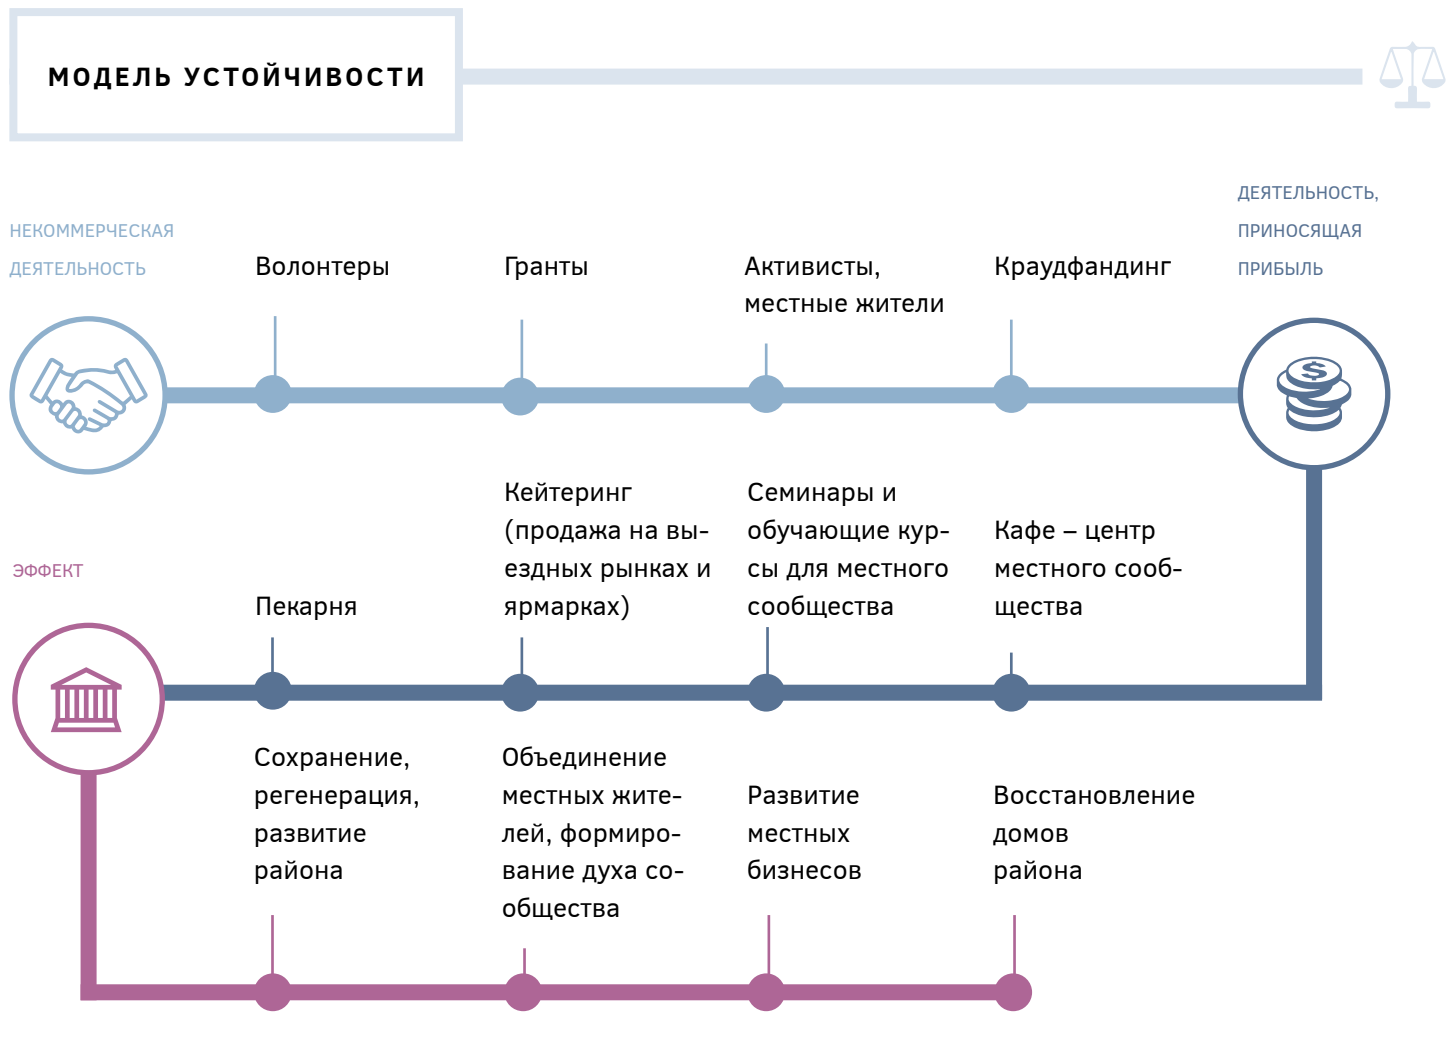 МОДЕЛЬ УСТОЙЧИВОСТИ
НЕКОММЕРЧЕСКАЯ
ДЕЯТЕЛЬНОСТЬ
Волонтеры
Гранты
Активисты,
местные жители
Краудфандинг
ДЕЯТЕЛЬНОСТЬ,
ПРИНОСЯЩАЯ
ПРИБЫЛЬ
$
ЭФФЕКТ
Пекарня
Кейтеринг
(продажа на вы-
ездных рынках и
ярмарках)
Семинары и
обучающие кур-
сы для местного
сообщества
Кафе – центр
местного сооб-
щества
Сохранение,
регенерация,
развитие
района
Объединение
местных жите-
лей, формиро-
вание духа со-
общества
Развитие
местных
бизнесов
Восстановление
домов
района